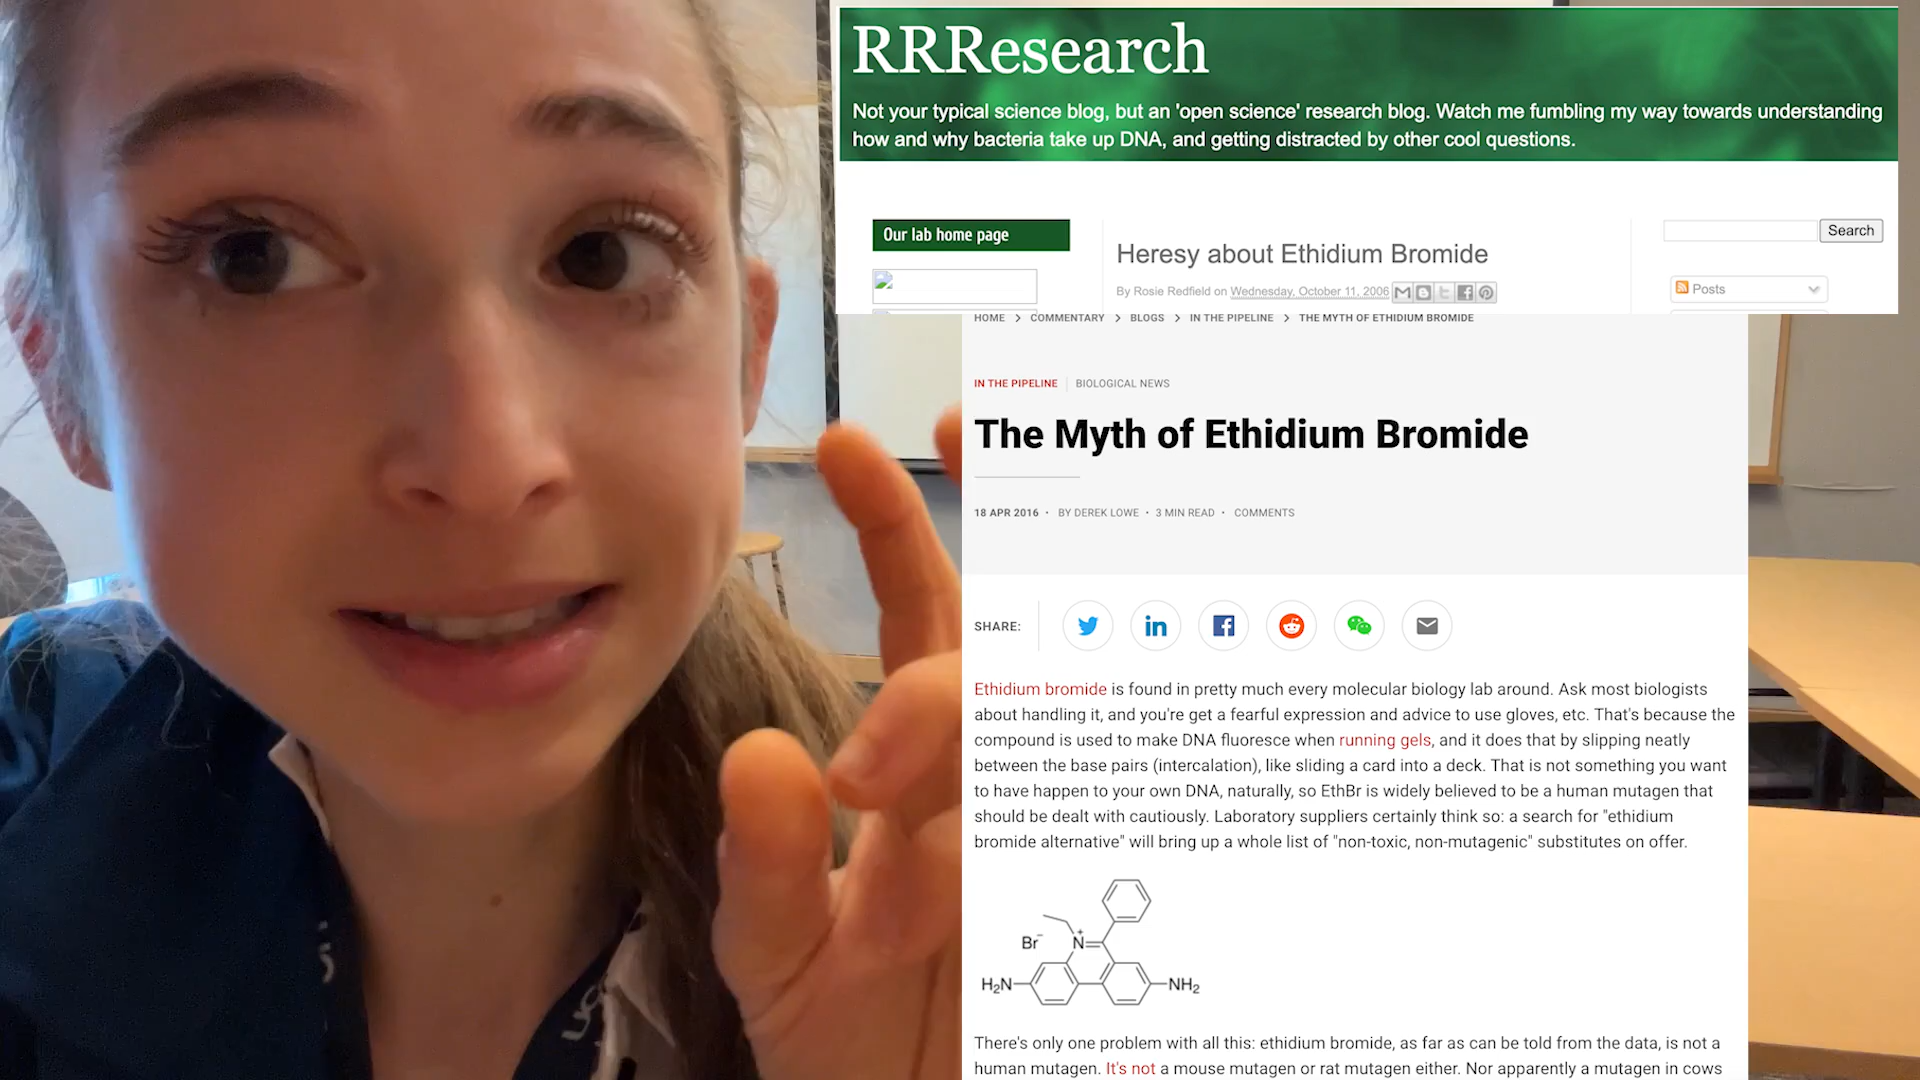 RRResearch
Not your typical science blog, but an 'open science' research blog. Watch me fumbling my way towards understanding
how and why bacteria take up DNA, and getting distracted by other cool questions.
Our lab home page
Heresy about Ethidium Bromide
Search
By Rosie Redfield on Wednesday, October 11, 2006
Posts
HOME > COMMENTARY > BLOGS > IN THE PIPELINE > THE MYTH OF ETHIDIUM BROMIDE
IN THE PIPELINE | BIOLOGICAL NEWS
The Myth of Ethidium Bromide
18 APR 2016 • BY DEREK LOWE • 3 MIN READ • COMMENTS
SHARE:
Ethidium bromide is found in pretty much every molecular biology lab around. Ask most biologists
about handling it, and you're get a fearful expression and advice to use gloves, etc. That's because the
compound is used to make DNA fluoresce when running gels, and it does that by slipping neatly
between the base pairs (intercalation), like sliding a card into a deck. That is not something you want
to have happen to your own DNA, naturally, so EthBr is widely believed to be a human mutagen that
should be dealt with cautiously. Laboratory suppliers certainly think so: a search for "ethidium
bromide alternative" will bring up a whole list of "non-toxic, non-mutagenic" substitutes on offer.
Br⁻
N⁺
H₂N
NH₂
There's only one problem with all this: ethidium bromide, as far as can be told from the data, is not a
human mutagen. It's not a mouse mutagen or rat mutagen either. Nor apparently a mutagen in cows